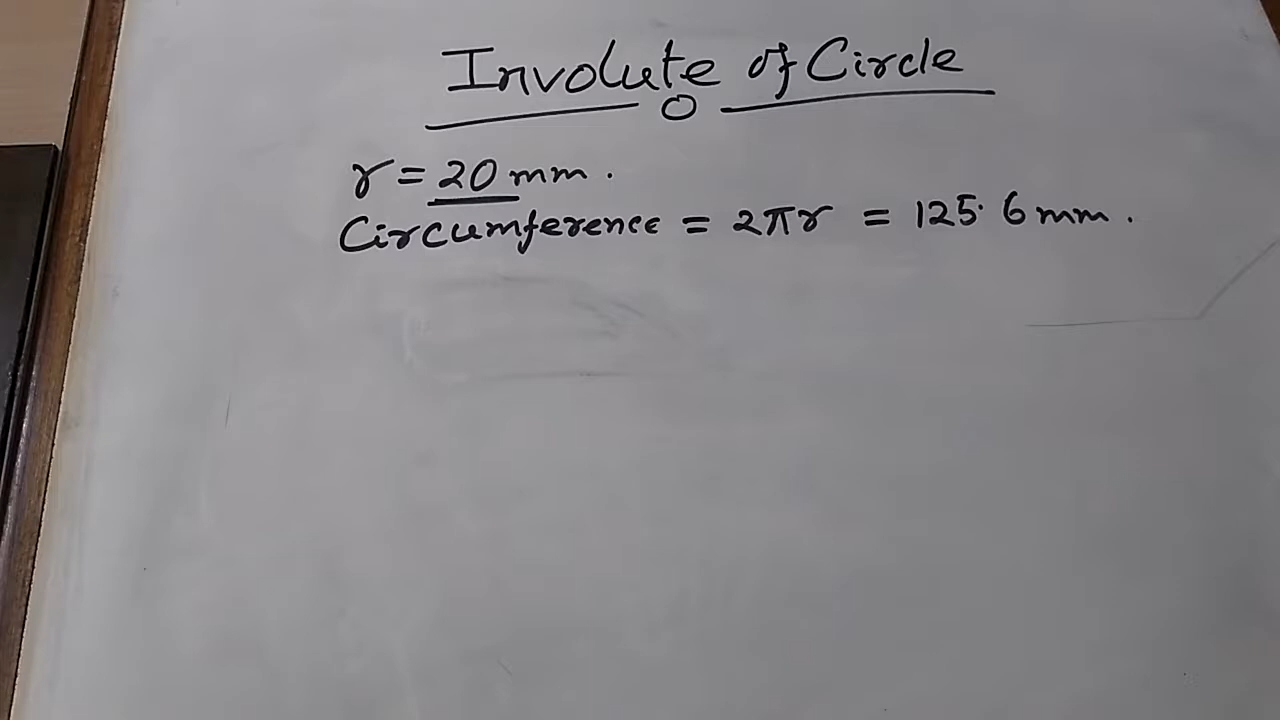 Involute of Circle
r = 20 mm.
Circumference = 2πr = 125.6 mm.